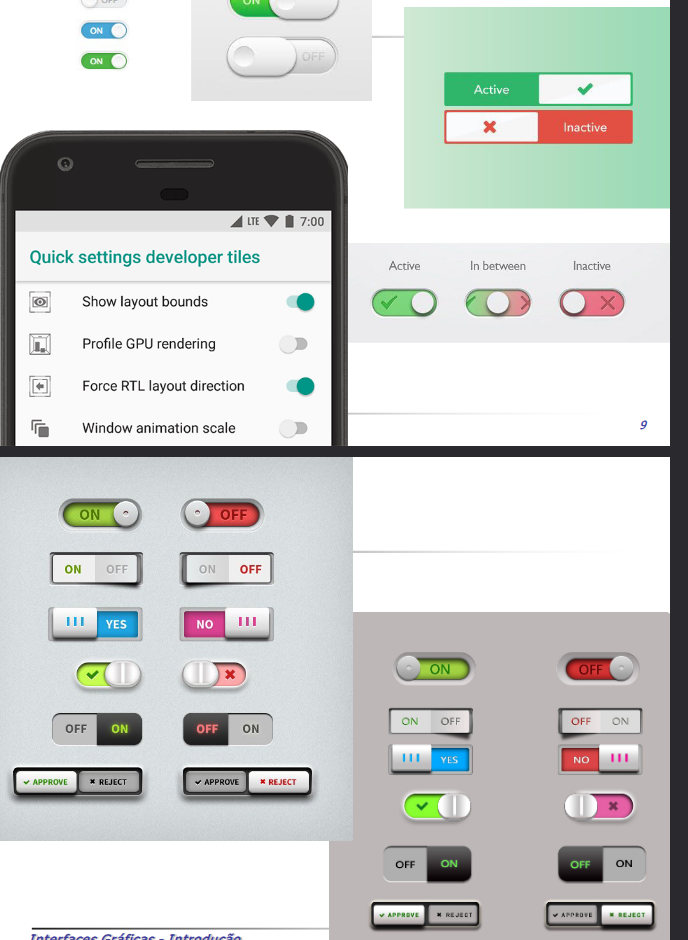 OFF
ON
ON
ON
OFF
Active
Inactive
LTE 7:00
Quick settings developer tiles
Show layout bounds
Profile GPU rendering
Force RTL layout direction
Window animation scale
Active In between Inactive
9
ON OFF
ON OFF ON OFF
YES NO
OFF ON OFF ON
APPROVE REJECT APPROVE REJECT
ON OFF
ON OFF OFF ON
YES NO
OFF ON OFF ON
APPROVE REJECT APPROVE REJECT
Interfaces Gráficas - Introdução